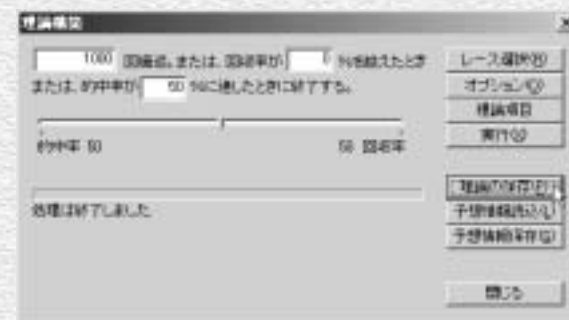 理論構築
1000 回繰返。または、回収率が 0 %を越えたとき
または、的中率が 50 %に達したときに終了する。
的中率 50
50 回収率
処理は終了しました
レース選択(R)
オプション(O)
理論項目
実行(X)
理論の保存(P)
予想情報読込(L)
予想情報保存(S)
閉じる